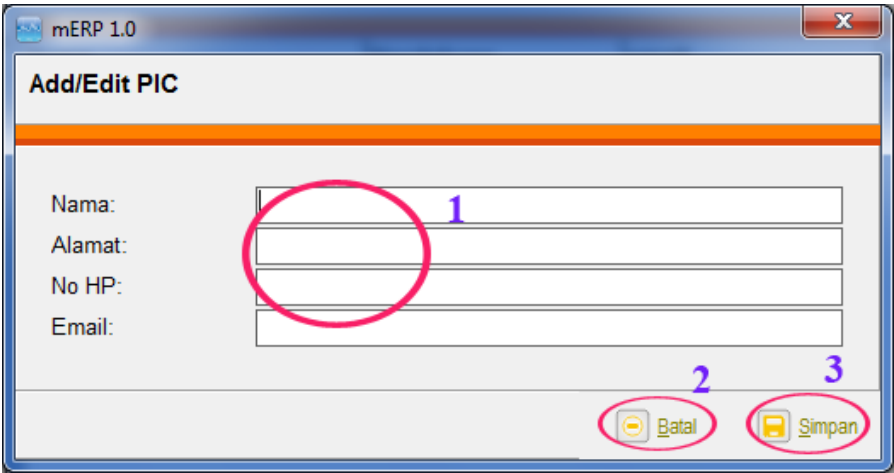 mERP 1.0
Add/Edit PIC
Nama: 1
Alamat:
No HP:
Email:
2 3
Batal Simpan